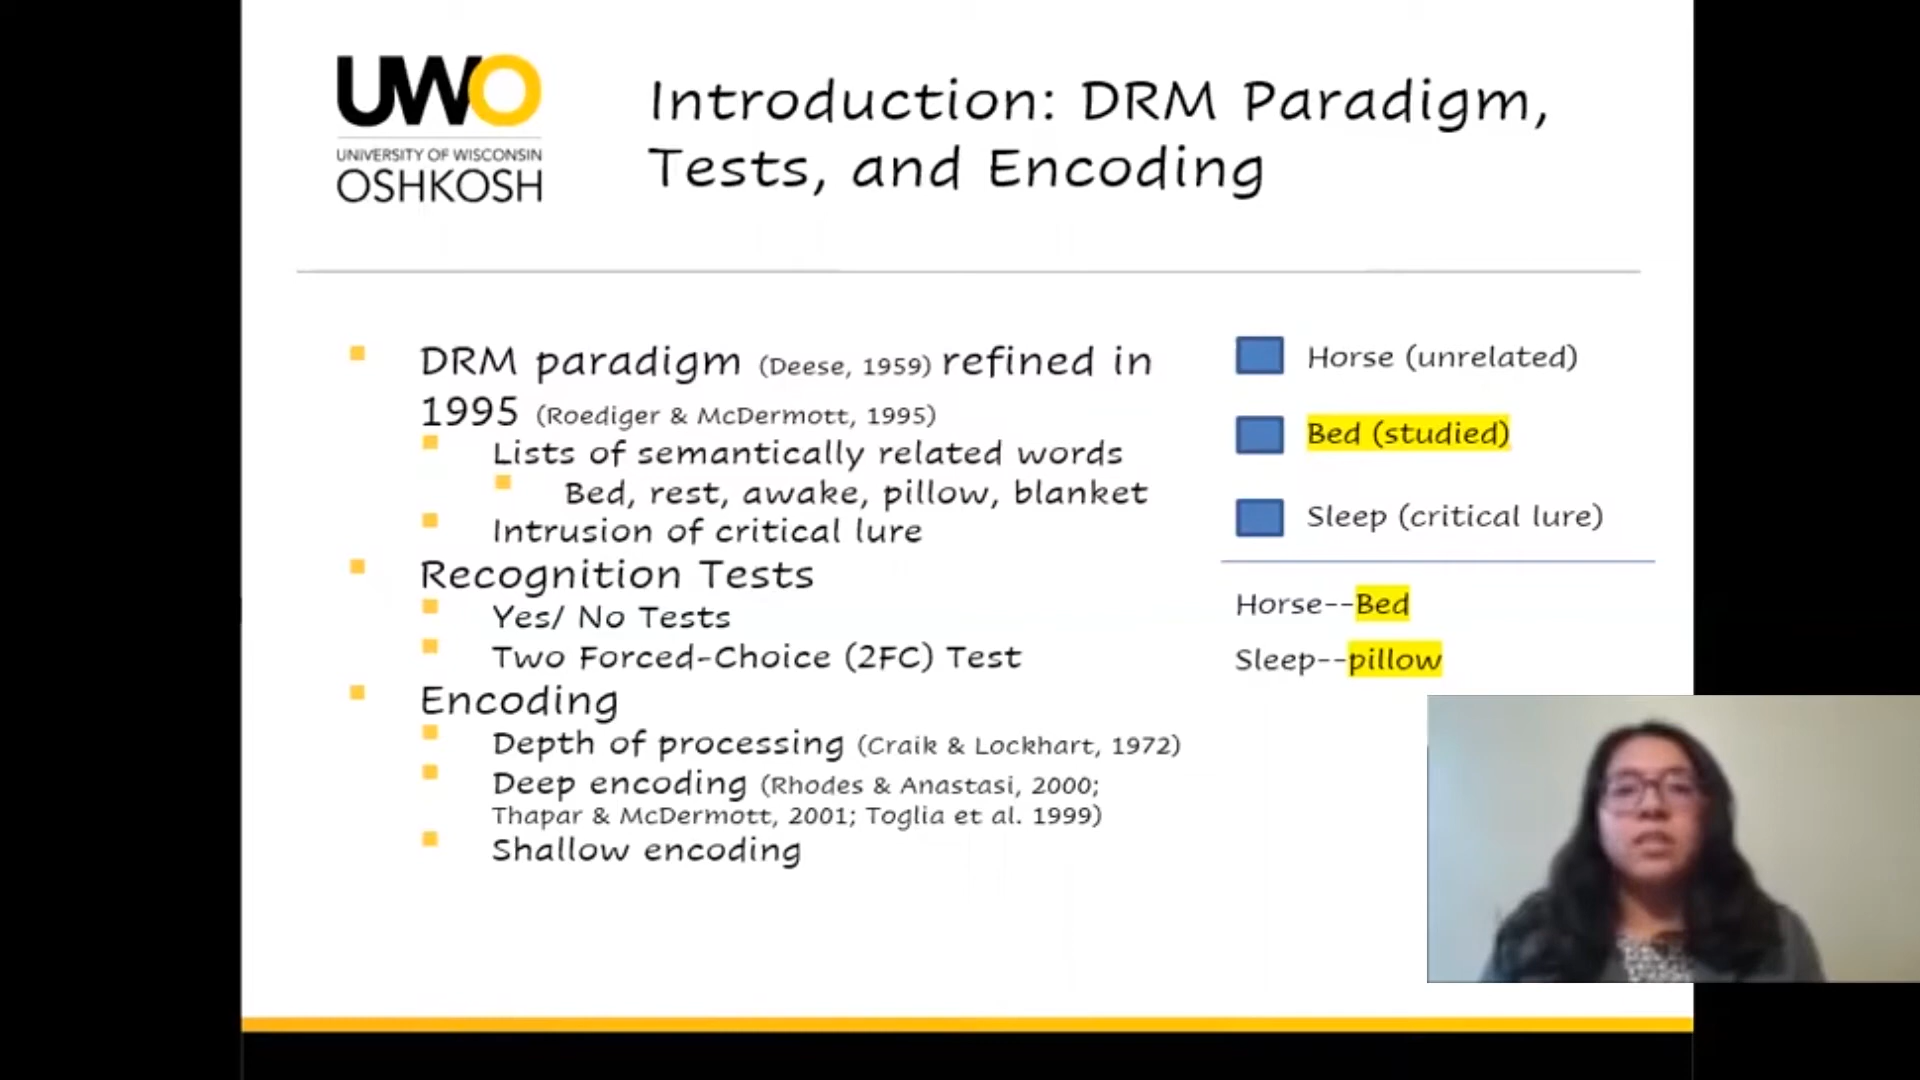 UWO
UNIVERSITY OF WISCONSIN
OSHKOSH
Introduction: DRM Paradigm,
Tests, and Encoding
DRM paradigm (Deese, 1959) refined in
1995 (Roediger & McDermott, 1995)
Lists of semantically related words
Bed, rest, awake, pillow, blanket
Intrusion of critical lure
Recognition Tests
Yes/ No Tests
Two Forced-Choice (2FC) Test
Encoding
Depth of processing (Craik & Lockhart, 1972)
Deep encoding (Rhodes & Anastasi, 2000;
Thapar & McDermott, 2001; Toglia et al. 1999)
Shallow encoding
Horse (unrelated)
Bed (studied)
Sleep (critical lure)
Horse--Bed
Sleep--pillow